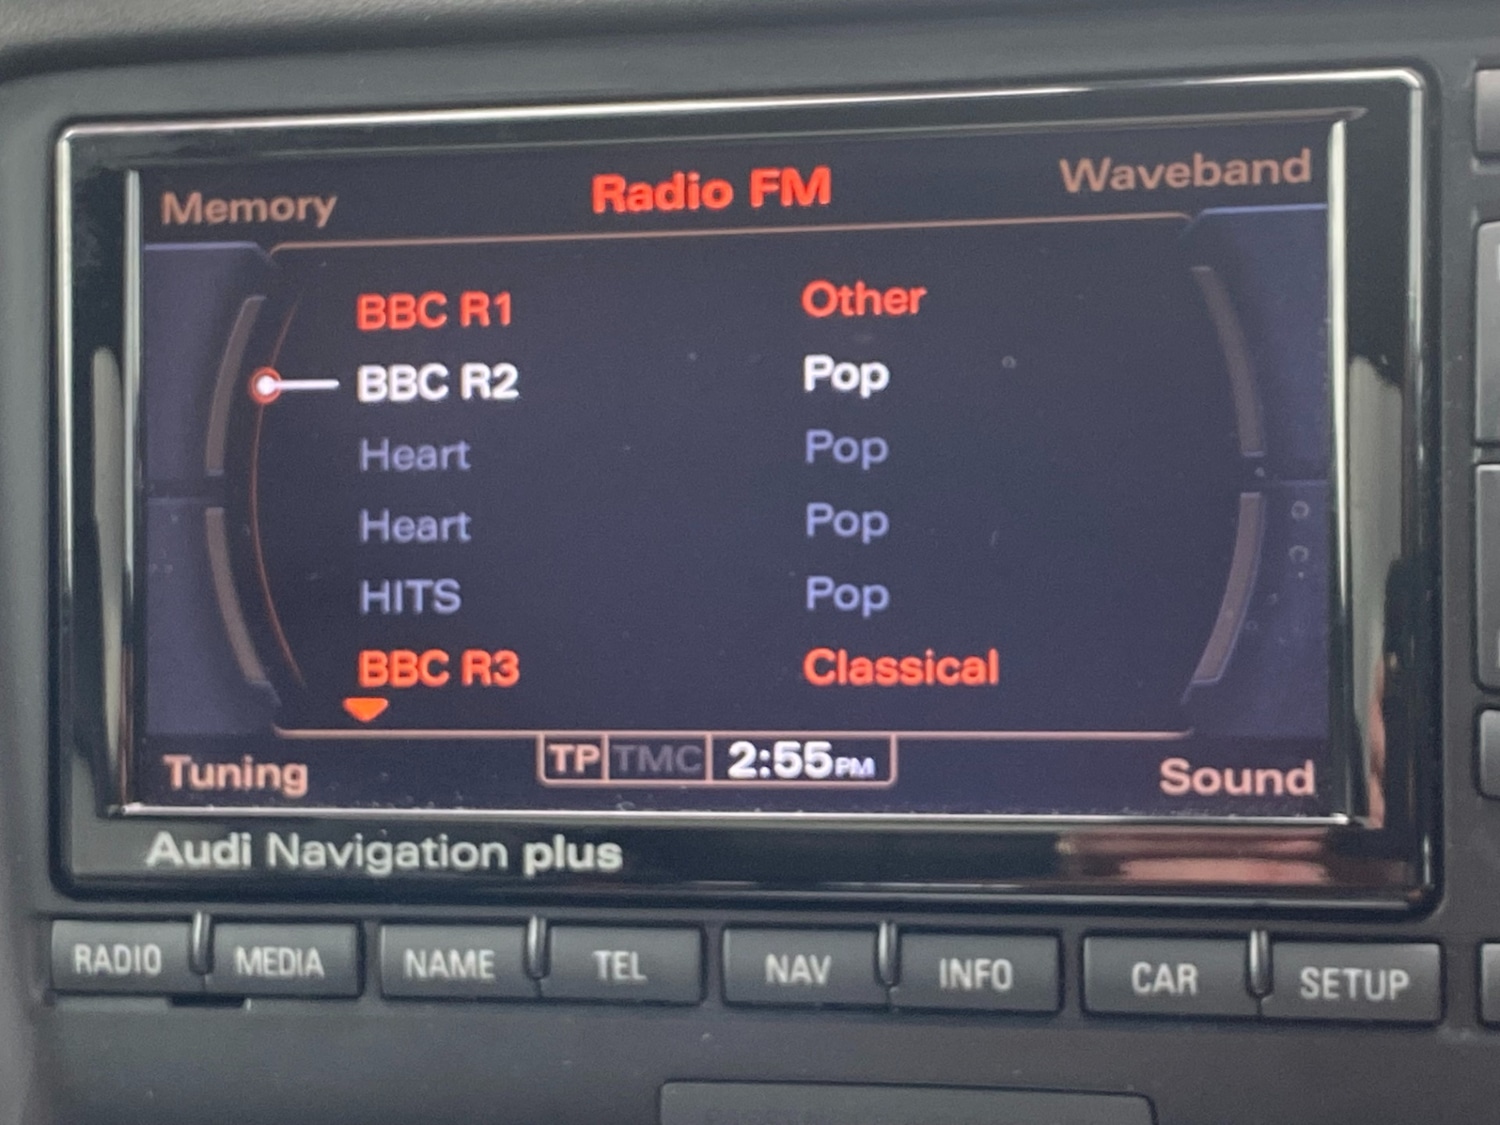 Memory Radio FM Waveband
BBC R1 Other
BBC R2 Pop
Heart Pop
Heart Pop
HITS Pop
BBC R3 Classical
Tuning TP TMC 2:55PM Sound
Audi Navigation plus
RADIO MEDIA NAME TEL NAV INFO CAR SETUP